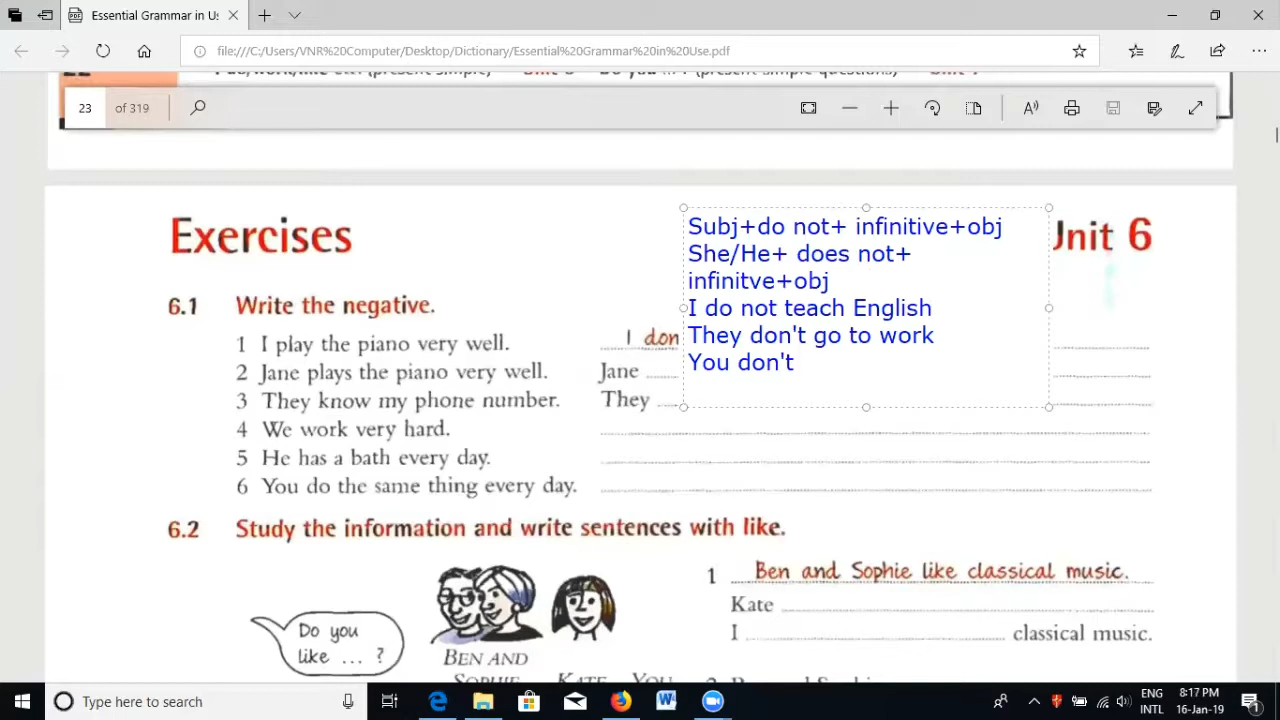 Essential Grammar in Us
file:///C:/Users/VNR%20Computer/Desktop/Dictionary/Essential%20Grammar%20in%20Use.pdf
23 of 319
Exercises
Unit 6
Subj+do not+ infinitive+obj
She/He+ does not+
infinitve+obj
I do not teach English
They don't go to work
You don't
6.1 Write the negative.
1 I play the piano very well. I don
2 Jane plays the piano very well. Jane
3 They know my phone number. They
4 We work very hard.
5 He has a bath every day.
6 You do the same thing every day.
6.2 Study the information and write sentences with like.
Do you
like ... ?
BEN AND
SOPHIE KATE YOU
1 Ben and Sophie like classical music.
Kate
I classical music.
Type here to search
ENG 8:17 PM
INTL 16-Jan-19